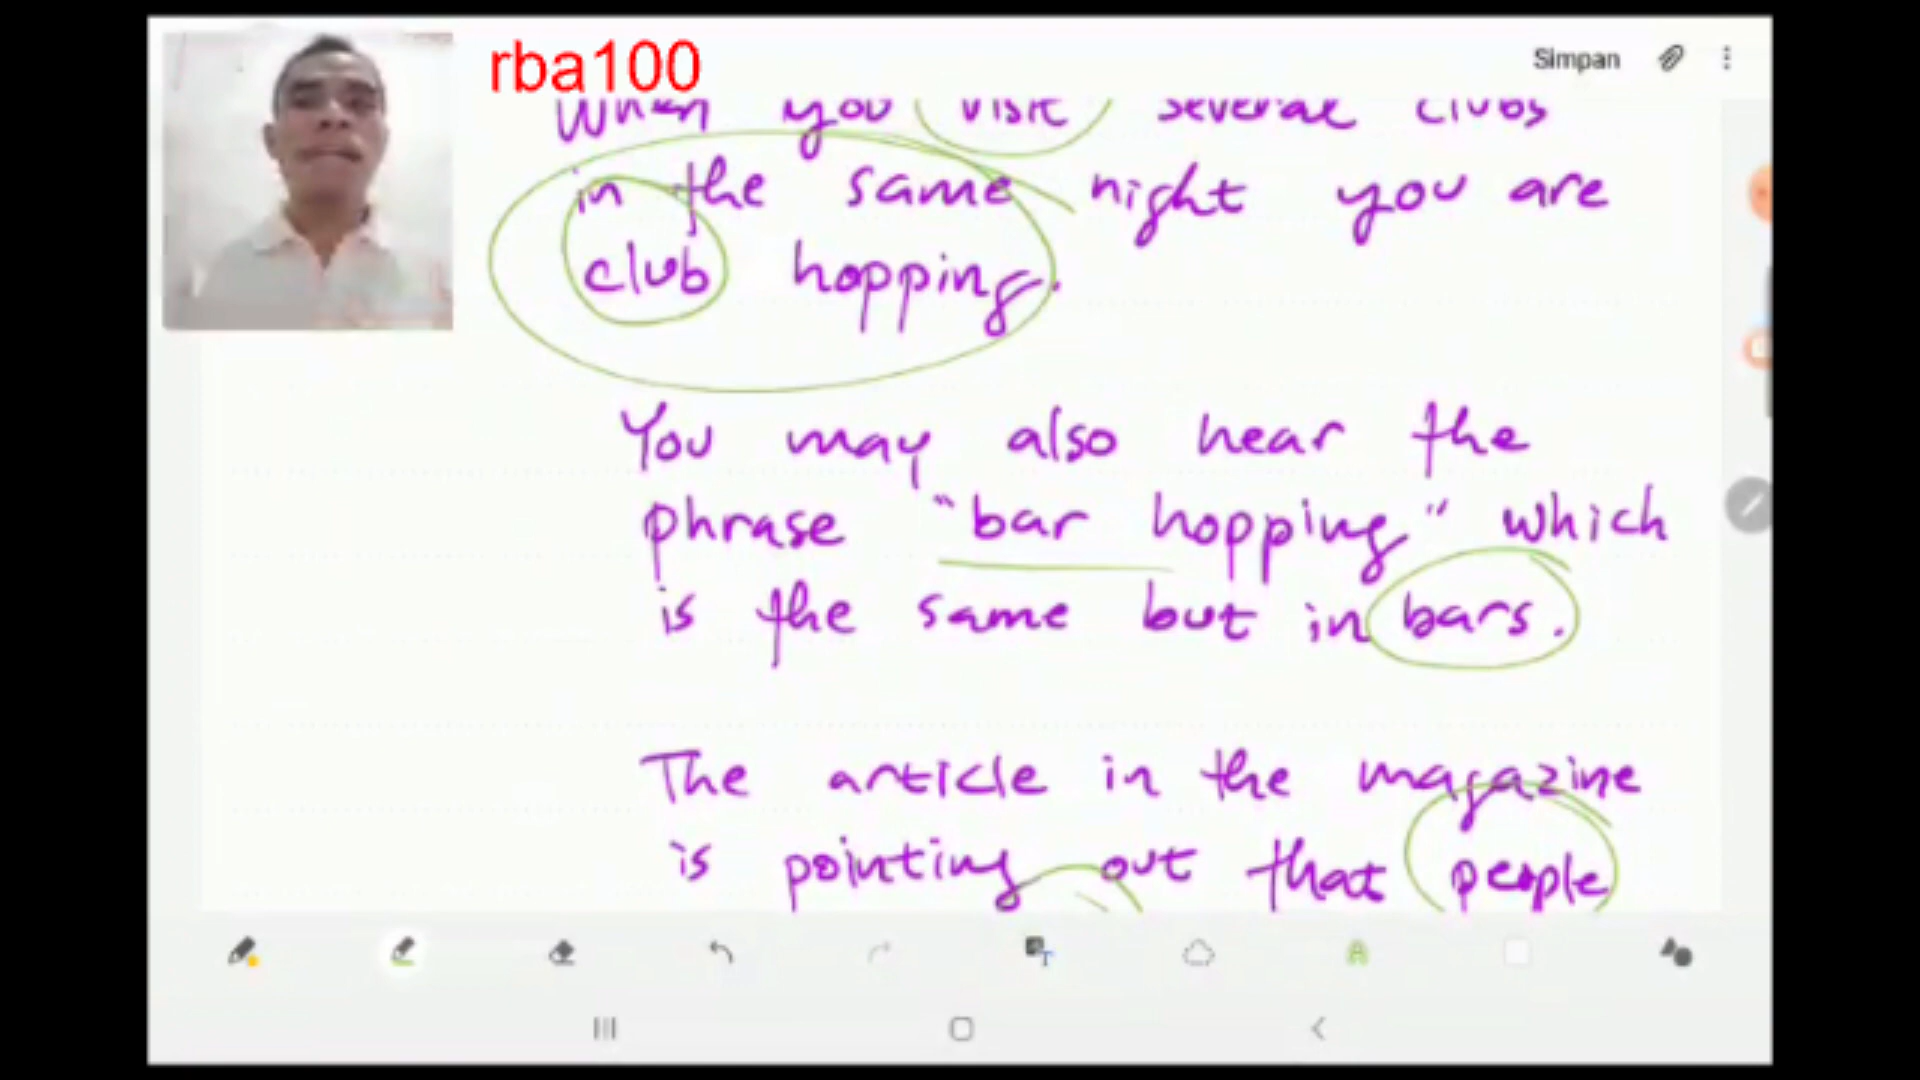 rba100
Simpan
When you visit several clubs
in the same night you are
club hopping.
You may also hear the
phrase "bar hopping" which
is the same but in bars.
The article in the magazine
is pointing out that people